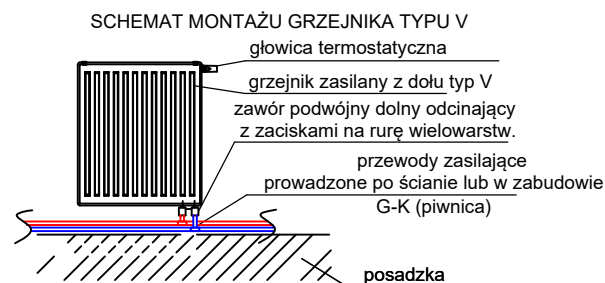 SCHEMAT MONTAŻU GRZEJNIKA TYPU V
głowica termostatyczna
grzejnik zasilany z dołu typ V
zawór podwójny dolny odcinający
z zaciskami na rurę wielowarstw.
przewody zasilające
prowadzone po ścianie lub w zabudowie
G-K (piwnica)
posadzka